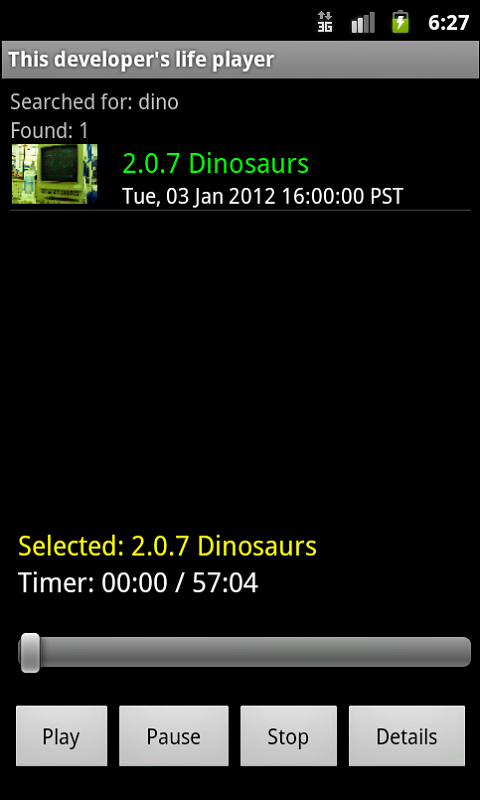 3G 6:27
This developer's life player
Searched for: dino
Found: 1
2.0.7 Dinosaurs
Tue, 03 Jan 2012 16:00:00 PST
Selected: 2.0.7 Dinosaurs
Timer: 00:00 / 57:04
Play Pause Stop Details